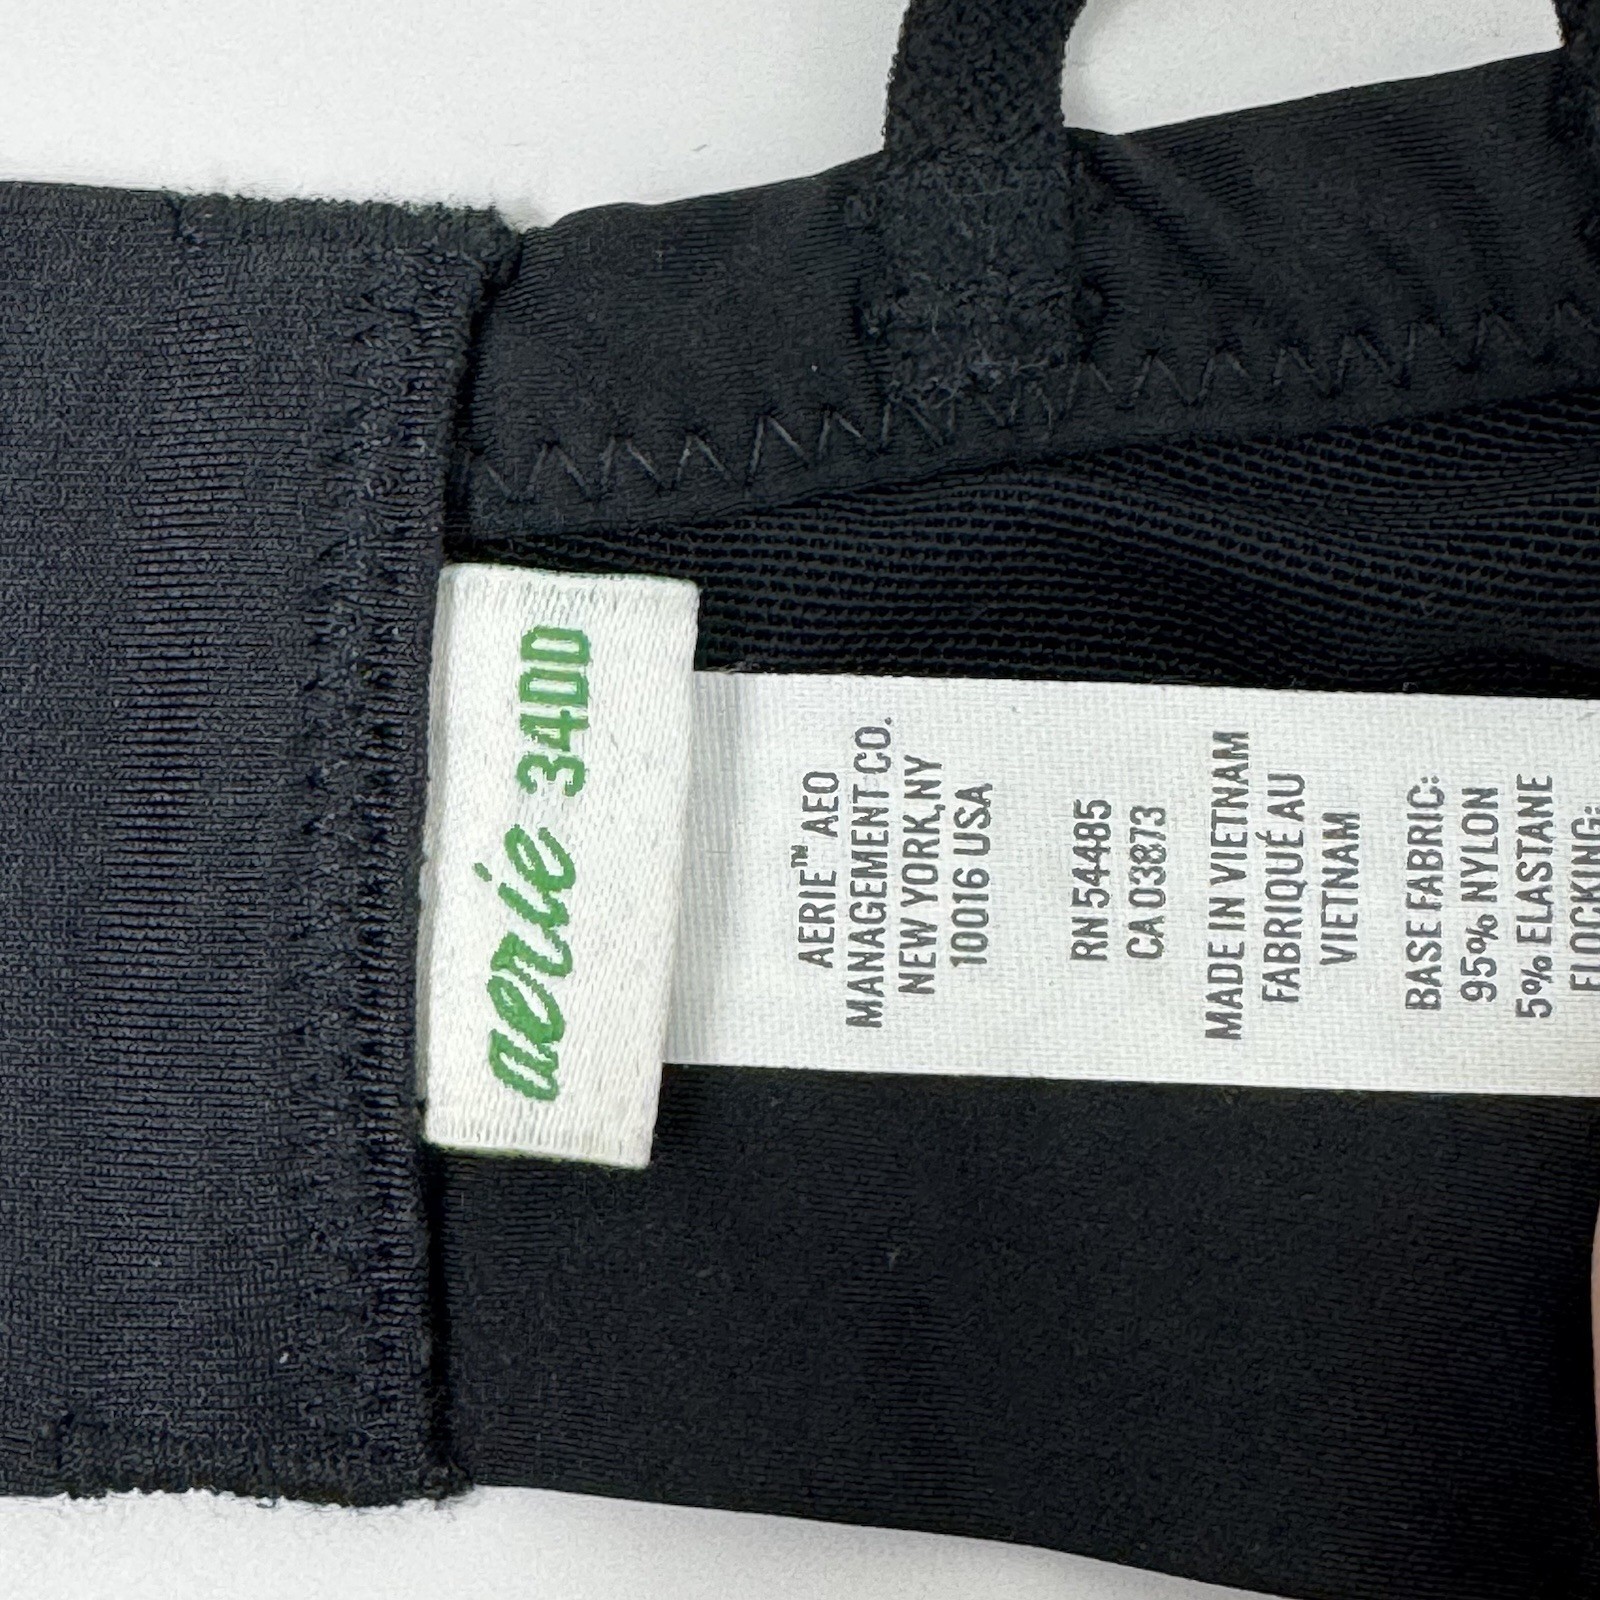 aerie 34DD
AERIE™ AEO
MANAGEMENT CO.
NEW YORK, NY
10016 USA
RN 54485
CA 03873
MADE IN VIETNAM
FABRIQUÉ AU
VIETNAM
BASE FABRIC:
95% NYLON
5% ELASTANE
FLOCKING: